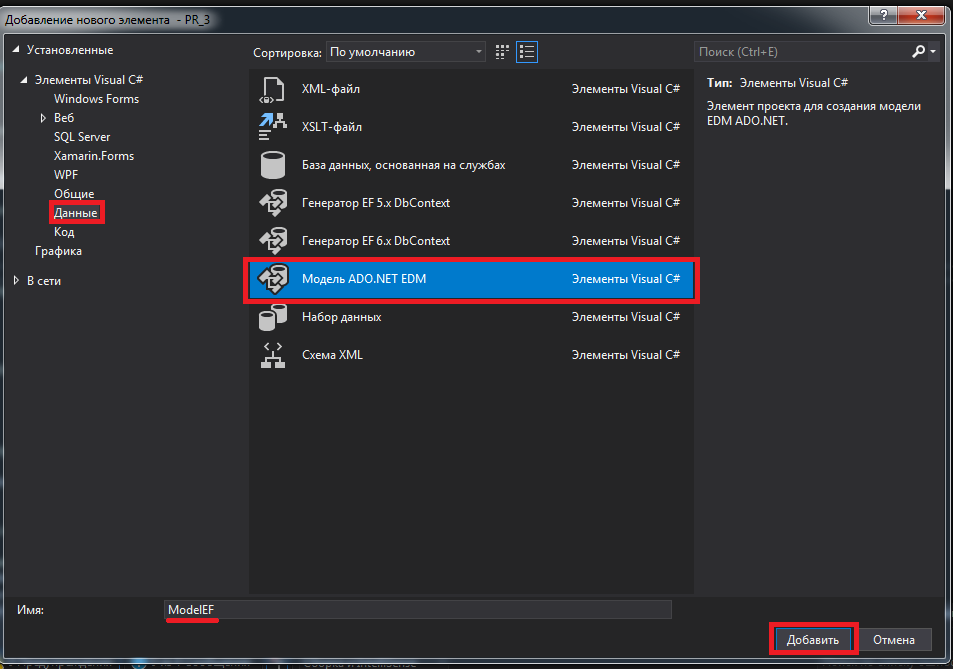 Добавление нового элемента - PR_3
?
Установленные
Элементы Visual C#
Windows Forms
Веб
SQL Server
Xamarin.Forms
WPF
Общие
Данные
Код
Графика
В сети
Сортировка: По умолчанию
XML-файл Элементы Visual C#
XSLT-файл Элементы Visual C#
База данных, основанная на службах Элементы Visual C#
Генератор EF 5.x DbContext Элементы Visual C#
Генератор EF 6.x DbContext Элементы Visual C#
Модель ADO.NET EDM Элементы Visual C#
Набор данных Элементы Visual C#
Схема XML Элементы Visual C#
Поиск (Ctrl+E)
Тип: Элементы Visual C#
Элемент проекта для создания модели
EDM ADO.NET.
Имя: ModelEF
Добавить Отмена